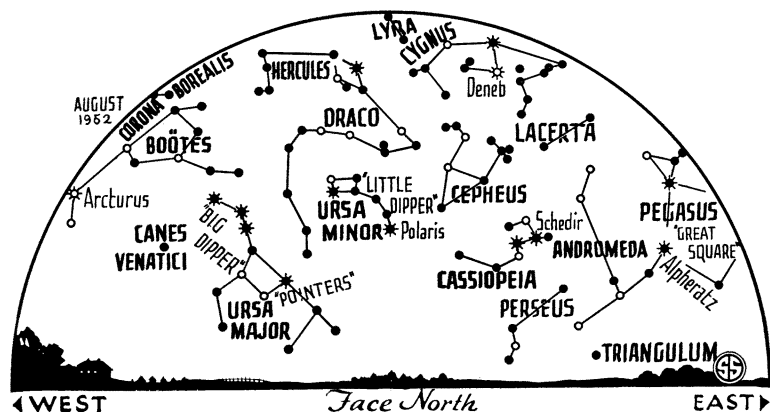 LYRA
CYGNUS
HERCULES
CORONA BOREALIS
Deneb
AUGUST
1952
DRACO
LACERTA
BOÖTES
Arcturus
"LITTLE
DIPPER"
CEPHEUS
URSA
MINOR
Polaris
PEGASUS
"GREAT
SQUARE"
"BIG
DIPPER"
CANES
VENATICI
Schedir
ANDROMEDA
Alpheratz
CASSIOPEIA
"POINTERS"
URSA
MAJOR
PERSEUS
TRIANGULUM
SS
WEST
Face North
EAST